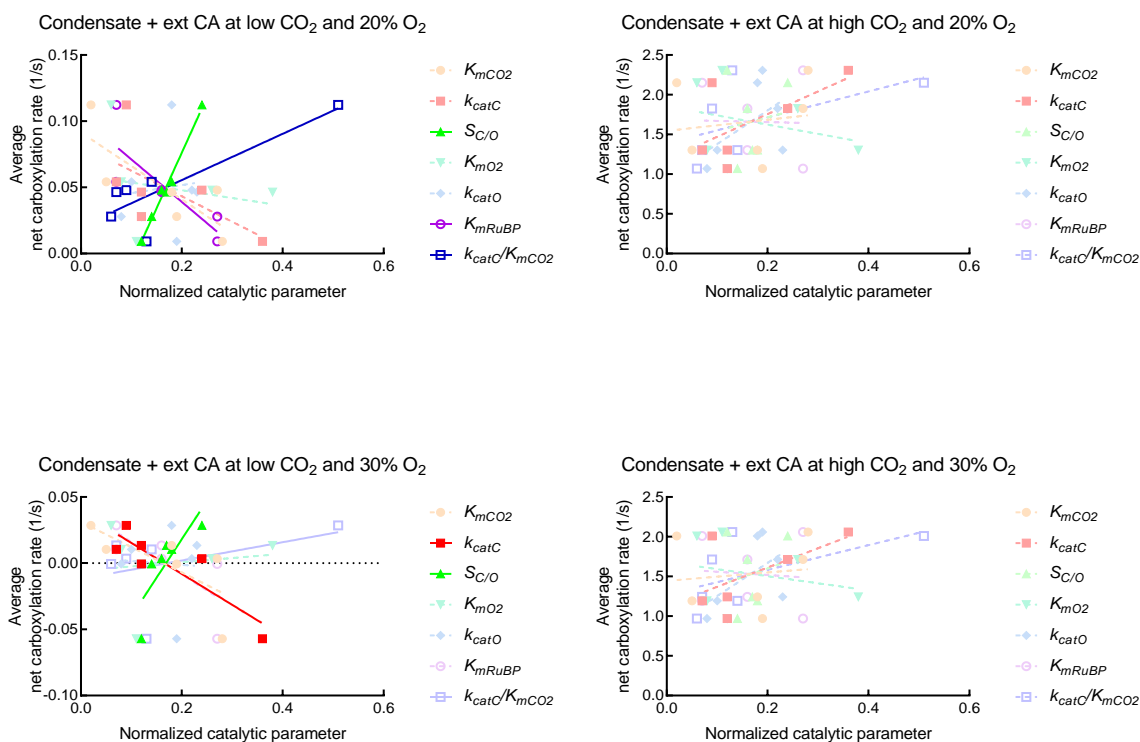 Condensate + ext CA at low CO2 and 20% O2
Average
net carboxylation rate (1/s)
0.15
0.10
0.05
0.00
0.0 0.2 0.4 0.6
Normalized catalytic parameter
KmCO2
kcatC
SC/O
KmO2
kcatO
KmRuBP
kcatC/KmCO2
Condensate + ext CA at high CO2 and 20% O2
Average
net carboxylation rate (1/s)
2.5
2.0
1.5
1.0
0.5
0.0
0.0 0.2 0.4 0.6
Normalized catalytic parameter
KmCO2
kcatC
SC/O
KmO2
kcatO
KmRuBP
kcatC/KmCO2
Condensate + ext CA at low CO2 and 30% O2
Average
net carboxylation rate (1/s)
0.05
0.00
-0.05
-0.10
0.0 0.2 0.4 0.6
Normalized catalytic parameter
KmCO2
kcatC
SC/O
KmO2
kcatO
KmRuBP
kcatC/KmCO2
Condensate + ext CA at high CO2 and 30% O2
Average
net carboxylation rate (1/s)
2.5
2.0
1.5
1.0
0.5
0.0
0.0 0.2 0.4 0.6
Normalized catalytic parameter
KmCO2
kcatC
SC/O
KmO2
kcatO
KmRuBP
kcatC/KmCO2